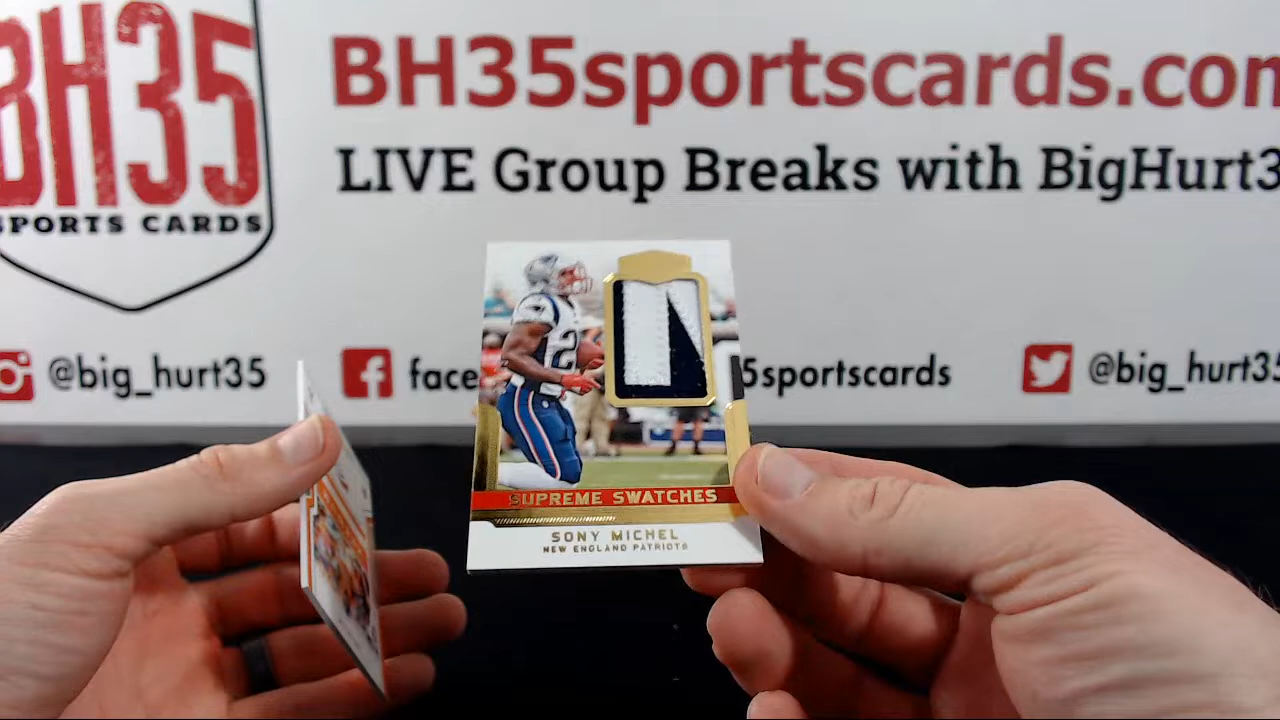 BH35
SPORTS CARDS
BH35sportscards.com
LIVE Group Breaks with BigHurt3
@big_hurt35
face
5sportscards
@big_hurt35
SUPREME SWATCHES
SONY MICHEL
NEW ENGLAND PATRIOTS